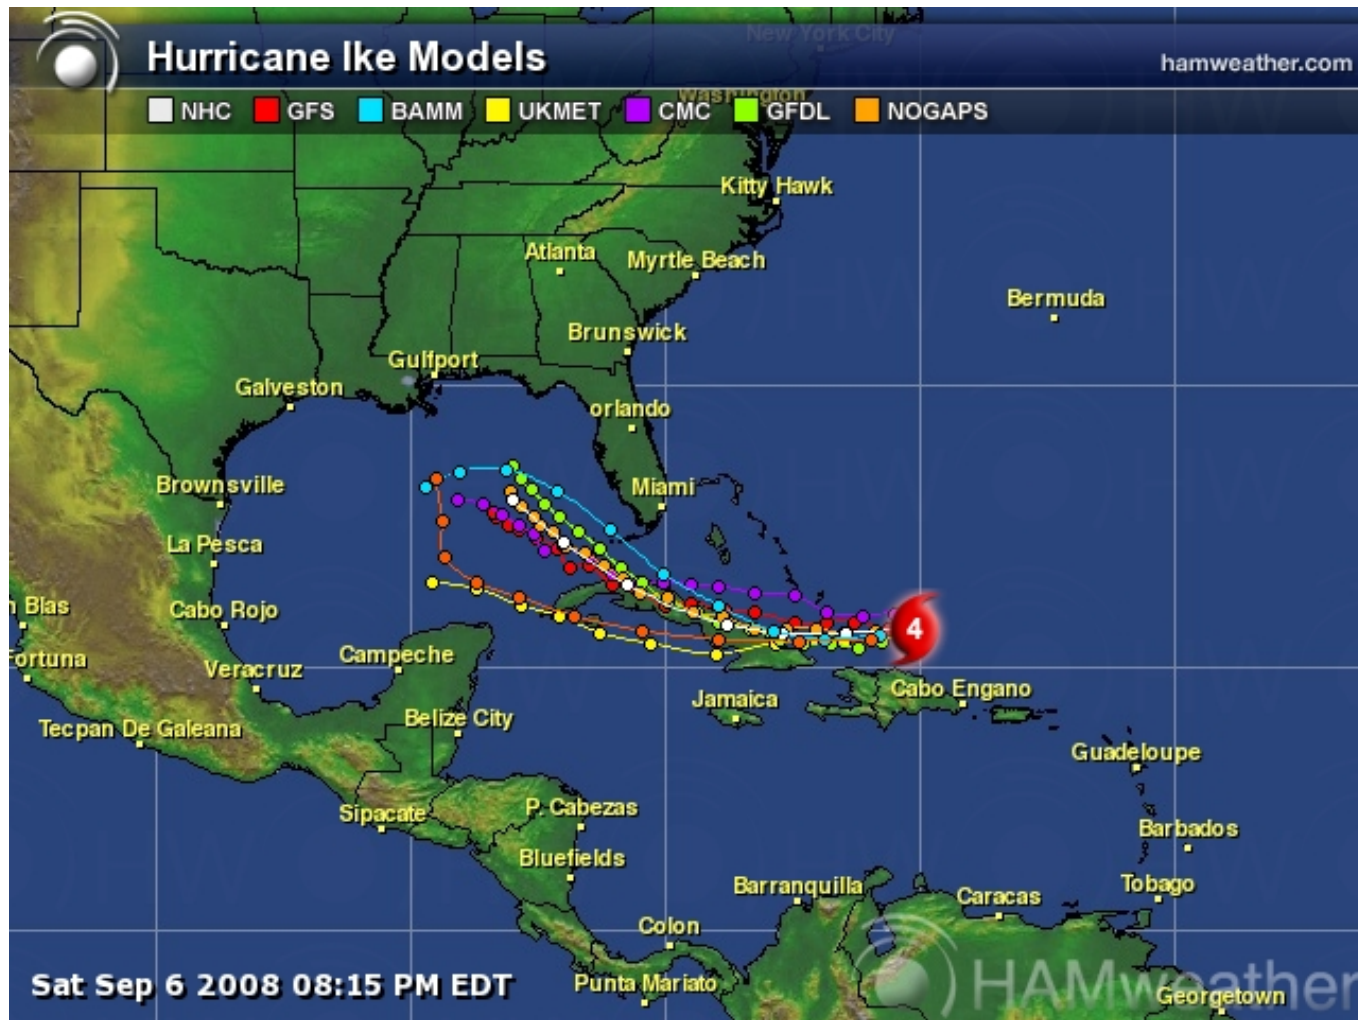 New York City
Hurricane Ike Models
hamweather.com
Washington
NHC GFS BAMM UKMET CMC GFDL NOGAPS
Kitty Hawk
Atlanta
Myrtle Beach
Bermuda
Brunswick
Gulfport
Galveston
orlando
Brownsville
Miami
La Pesca
n Blas
Cabo Rojo
4
Fortuna
Campeche
Veracruz
Cabo Engano
Jamaica
Belize City
Tecpan De Galeana
Guadeloupe
Sipacate
P. Cabezas
Barbados
Bluefields
Barranquilla
Tobago
Caracas
Colon
Sat Sep 6 2008 08:15 PM EDT
Punta Mariato
HAMweather
Georgetown